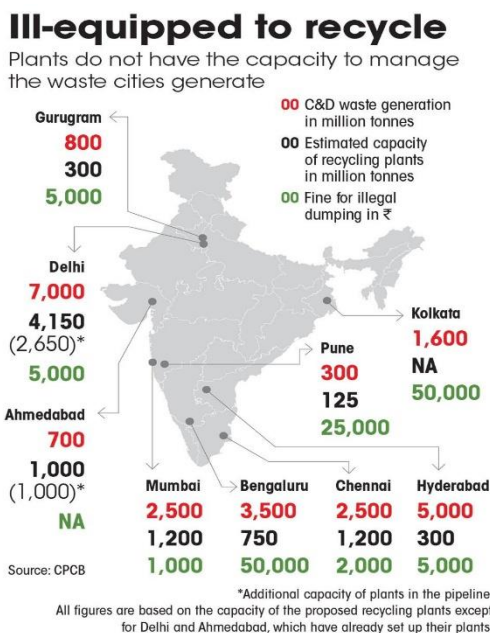 Ill-equipped to recycle
Plants do not have the capacity to manage
the waste cities generate
00 C&D waste generation
in million tonnes
00 Estimated capacity
of recycling plants
in million tonnes
00 Fine for illegal
dumping in ₹
Gurugram
800
300
5,000
Delhi
7,000
4,150
(2,650)*
5,000
Ahmedabad
700
1,000
(1,000)*
NA
Kolkata
1,600
NA
50,000
Pune
300
125
25,000
Mumbai
2,500
1,200
1,000
Bengaluru
3,500
750
50,000
Chennai
2,500
1,200
2,000
Hyderabad
5,000
300
5,000
Source: CPCB
*Additional capacity of plants in the pipeline
All figures are based on the capacity of the proposed recycling plants except
for Delhi and Ahmedabad, which have already set up their plants